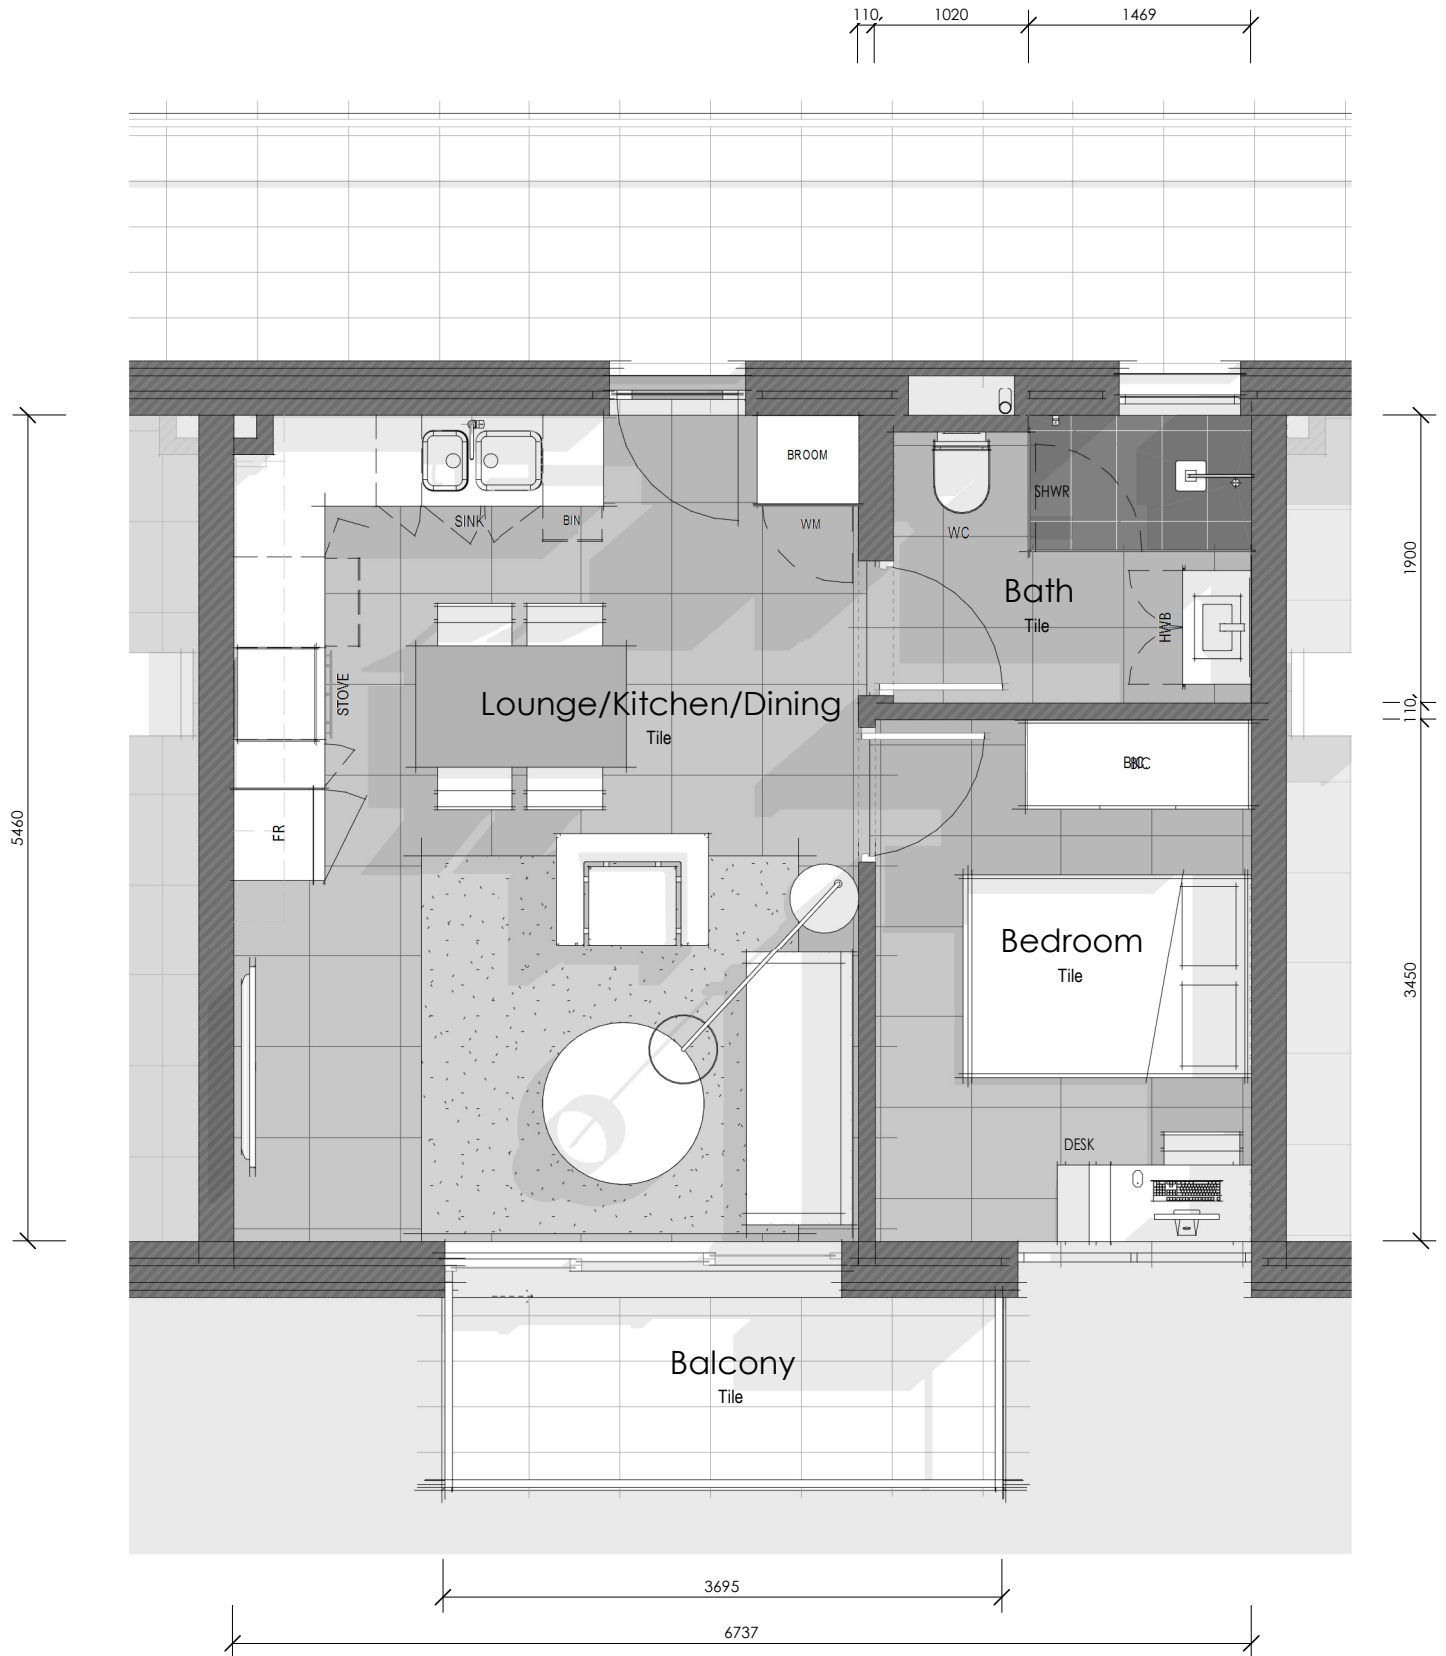 110
1020
1469
BROOM
SINK
BIN
WM
WC
SHWR
1900
Bath
Tile
HWB
STOVE
Lounge/Kitchen/Dining
Tile
110
FR
5460
Bedroom
Tile
3450
DESK
Balcony
Tile
3695
6737